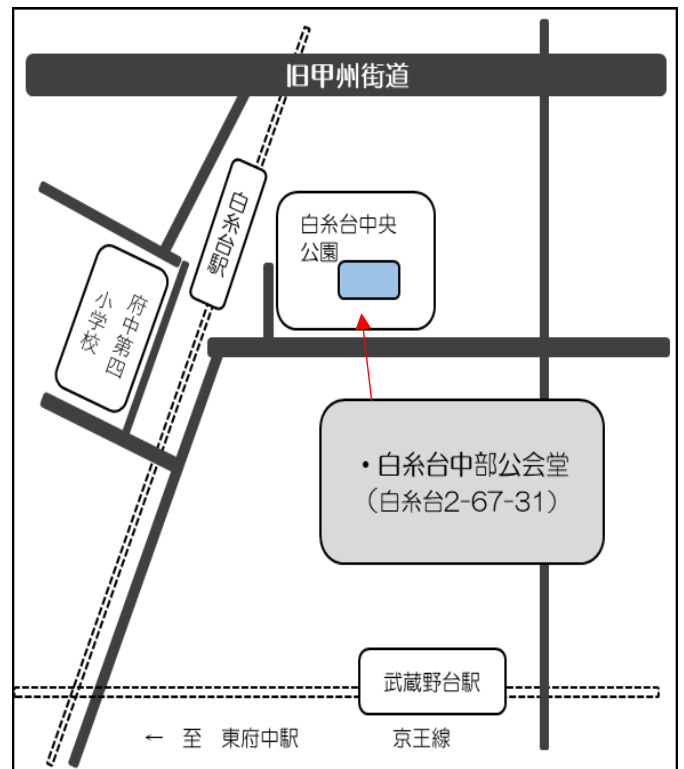 旧甲州街道
白糸台駅
白糸台中央
公園
府中第四
小学校
・白糸台中部公会堂
（白糸台2-67-31）
武蔵野台駅
← 至 東府中駅 京王線